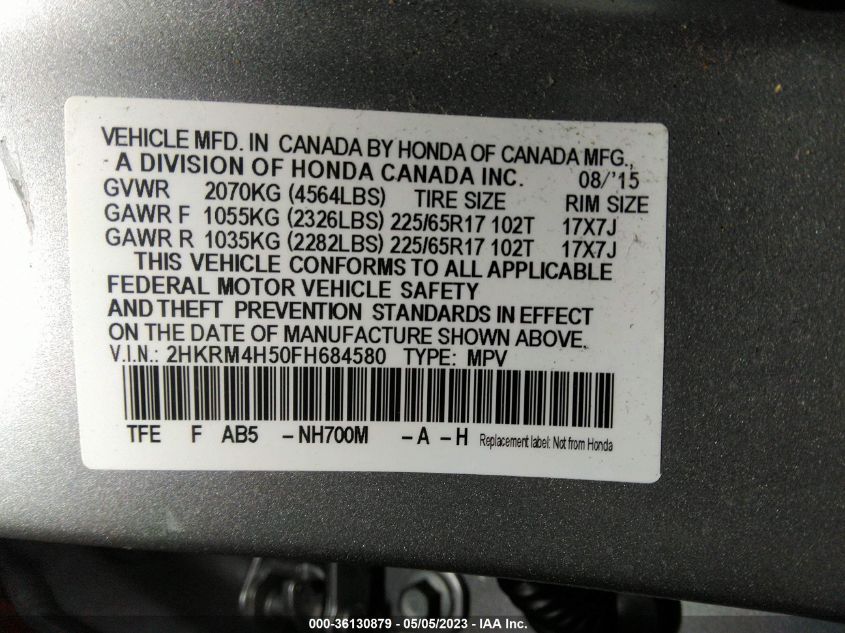 VEHICLE MFD. IN CANADA BY HONDA OF CANADA MFG.,
A DIVISION OF HONDA CANADA INC. 08/'15
GVWR 2070KG (4564LBS) TIRE SIZE RIM SIZE
GAWR F 1055KG (2326LBS) 225/65R17 102T 17X7J
GAWR R 1035KG (2282LBS) 225/65R17 102T 17X7J
THIS VEHICLE CONFORMS TO ALL APPLICABLE
FEDERAL MOTOR VEHICLE SAFETY
AND THEFT PREVENTION STANDARDS IN EFFECT
ON THE DATE OF MANUFACTURE SHOWN ABOVE.
V.I.N.: 2HKRM4H50FH684580 TYPE: MPV
TFE F AB5 -NH700M -A -H Replacement label: Not from Honda
000-36130879 - 05/05/2023 - IAA Inc.